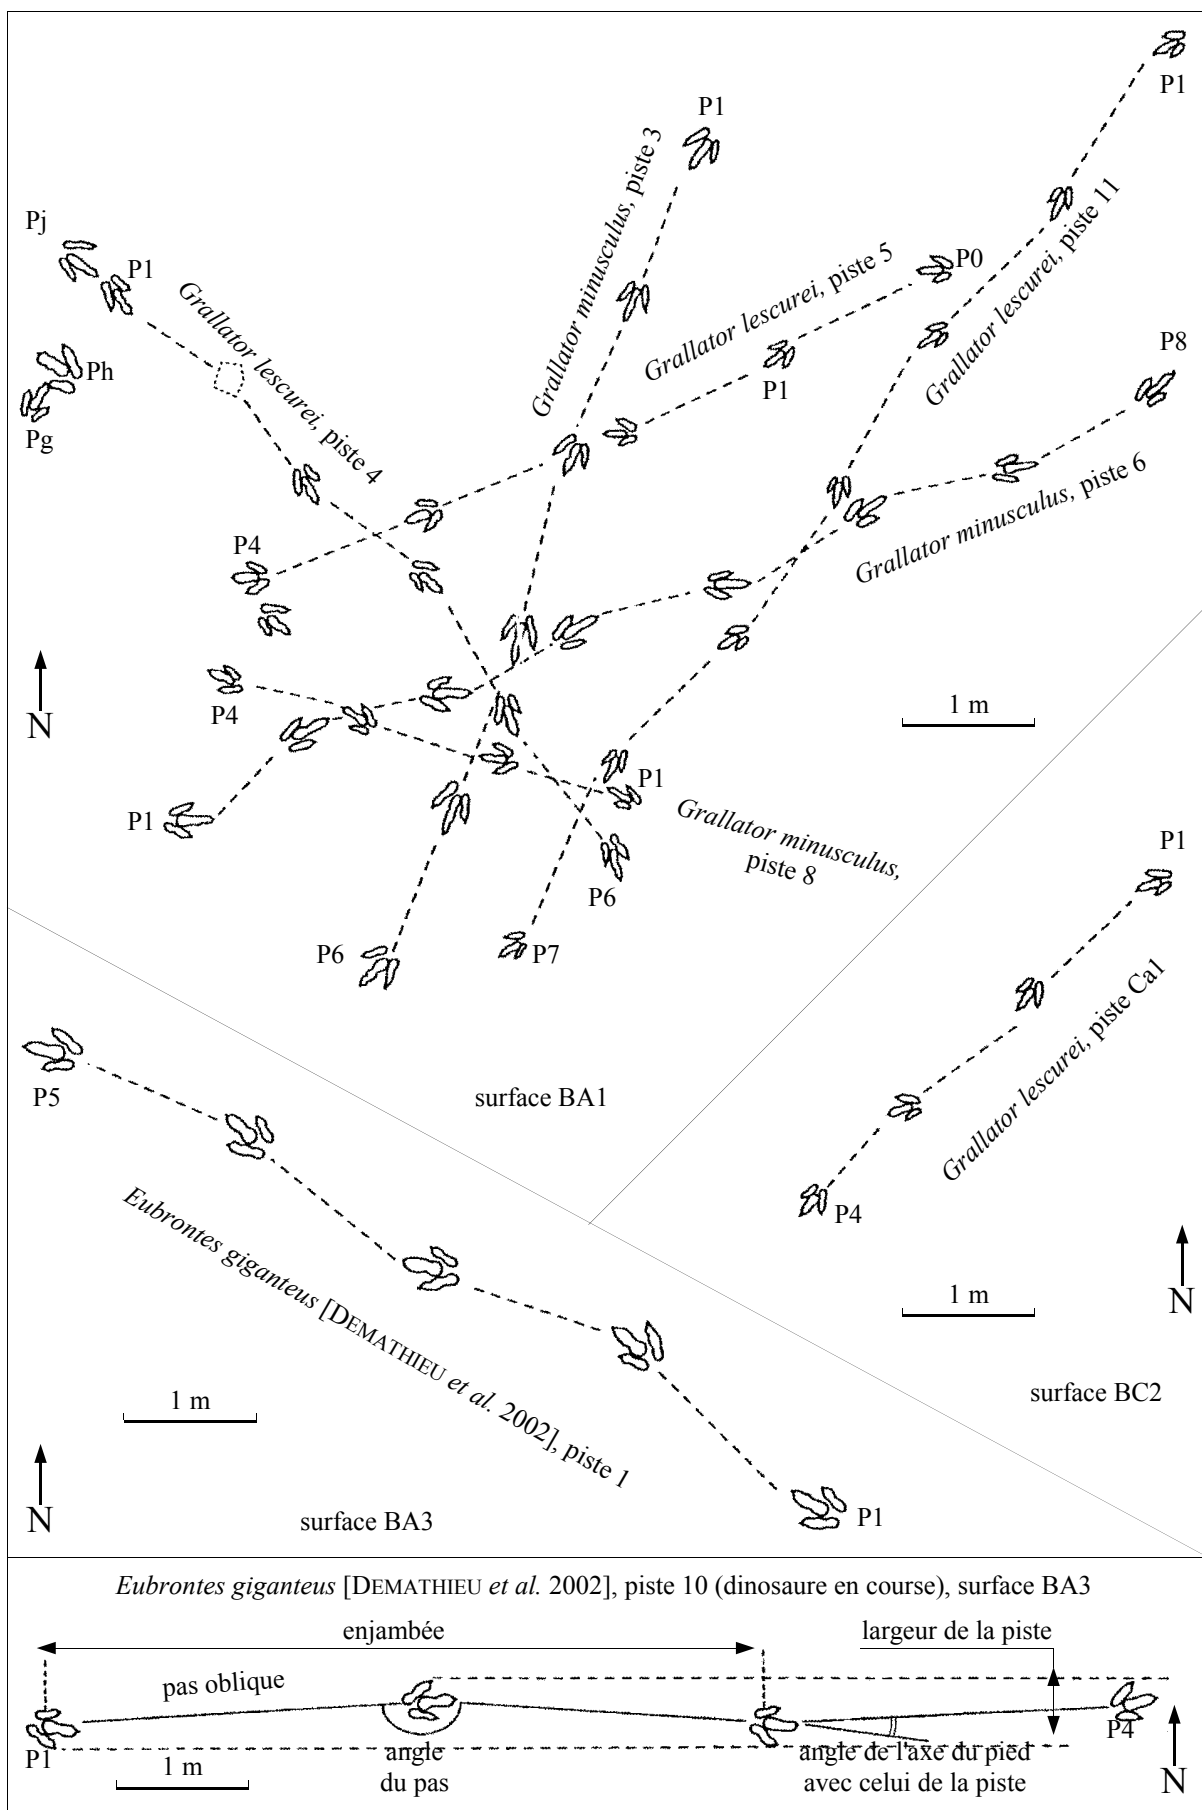 P1
P1
Grallator minusculus, piste 3
Pj
P1
Grallator lescurei, piste 4
Ph
Pg
Grallator lescurei, piste 5
P0
P1
Grallator lescurei, piste 11
P8
Grallator minusculus, piste 6
P4
P4
N
1 m
P1
P1
Grallator minusculus,
piste 8
P6
P6
P7
P1
Grallator lescurei, piste Ca1
P4
surface BA1
P5
Eubrontes giganteus [DEMATHIEU et al. 2002], piste 1
1 m
N
1 m
N
surface BC2
P1
surface BA3
Eubrontes giganteus [DEMATHIEU et al. 2002], piste 10 (dinosaure en course), surface BA3
enjambée
largeur de la piste
pas oblique
P1
P4
angle
du pas
angle de l'axe du pied
avec celui de la piste
1 m
N